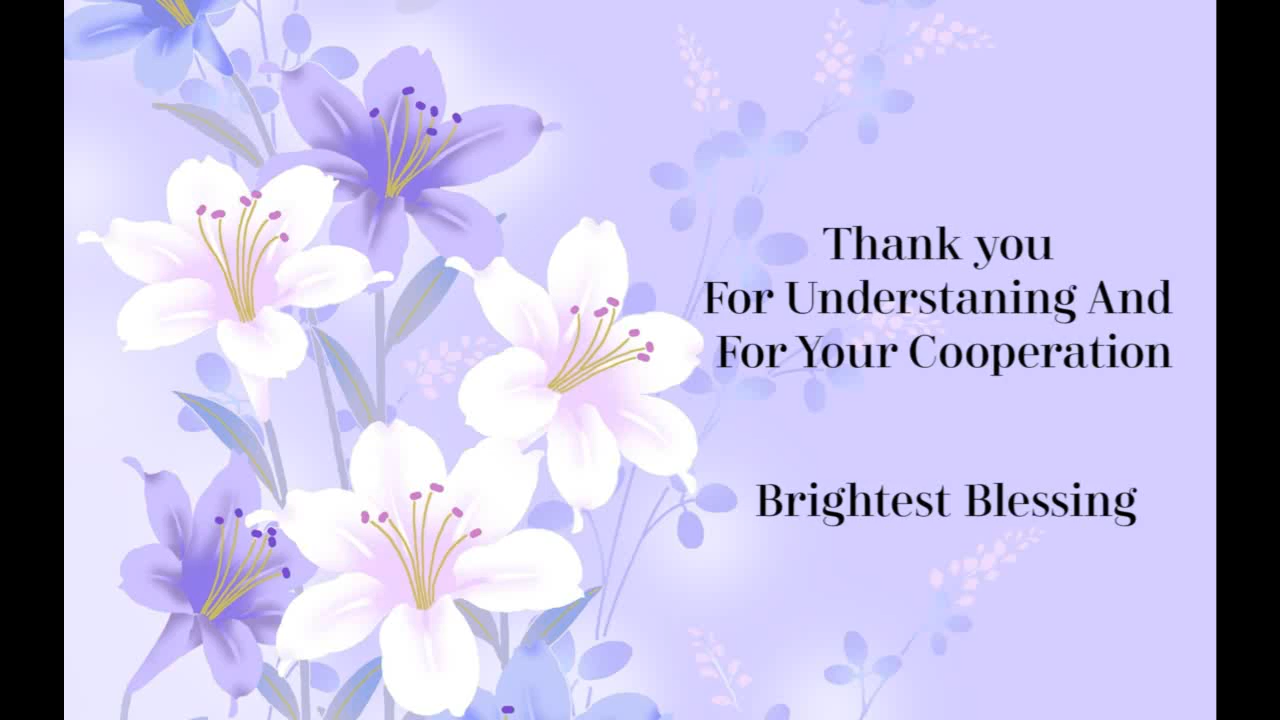 Thank you
For Understaning And
For Your Cooperation
Brightest Blessing